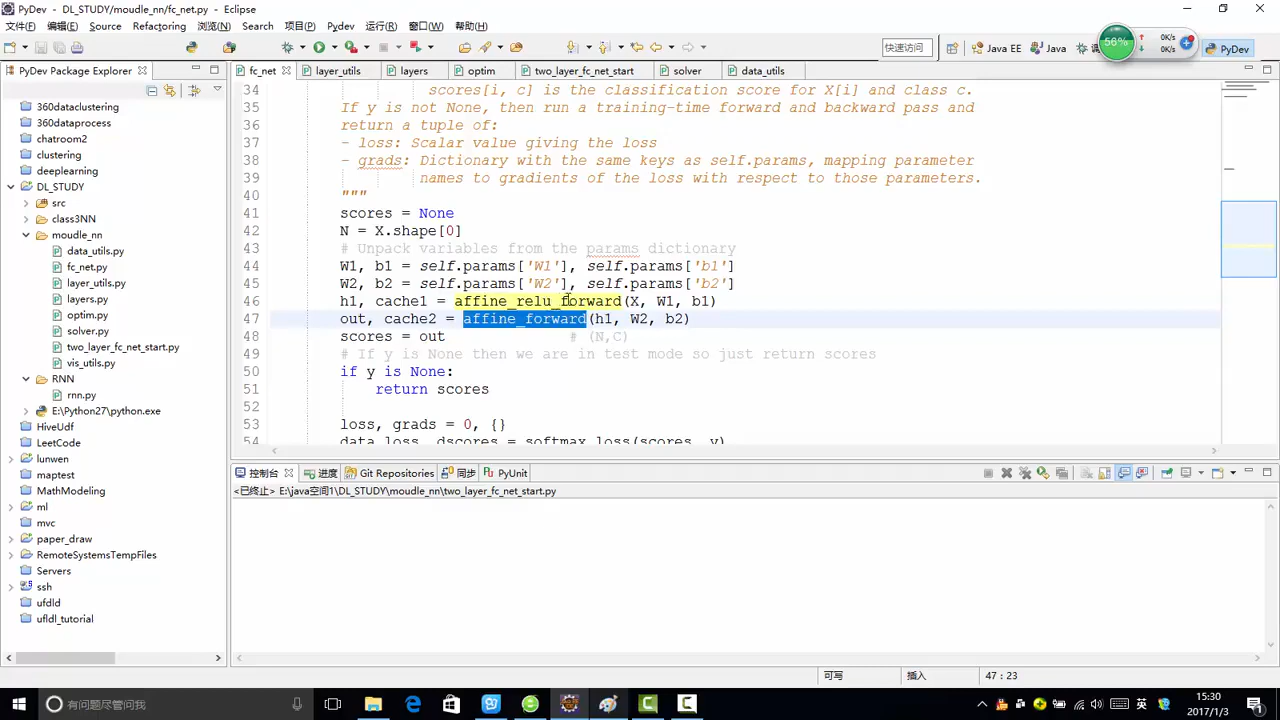 PyDev - DL_STUDY/moudle_nn/fc_net.py - Eclipse
文件(F) 编辑(E) Source Refactoring 浏览(N) Search 项目(P) Pydev 运行(R) 窗口(W) 帮助(H)
快速访问 Java EE Java PyDev
56% 0K/s
0K/s
PyDev Package Explorer
360dataclustering
360dataprocess
chatroom2
clustering
deeplearning
DL_STUDY
src
class3NN
moudle_nn
data_utils.py
fc_net.py
layer_utils.py
layers.py
optim.py
solver.py
two_layer_fc_net_start.py
vis_utils.py
RNN
rnn.py
E:\Python27\python.exe
HiveUdf
LeetCode
lunwen
maptest
MathModeling
ml
mvc
paper_draw
RemoteSystemsTempFiles
Servers
ssh
ufdld
ufldl_tutorial
fc_net layer_utils layers optim two_layer_fc_net_start solver data_utils
34 scores[i, c] is the classification score for X[i] and class c.
35 If y is not None, then run a training-time forward and backward pass and
36 return a tuple of:
37 - loss: Scalar value giving the loss
38 - grads: Dictionary with the same keys as self.params, mapping parameter
39 names to gradients of the loss with respect to those parameters.
40 """
41 scores = None
42 N = X.shape[0]
43 # Unpack variables from the params dictionary
44 W1, b1 = self.params['W1'], self.params['b1']
45 W2, b2 = self.params['W2'], self.params['b2']
46 h1, cache1 = affine_relu_forward(X, W1, b1)
47 out, cache2 = affine_forward(h1, W2, b2)
48 scores = out # (N,C)
49 # If y is None then we are in test mode so just return scores
50 if y is None:
51 return scores
52
53 loss, grads = 0, {}
54 data_loss, dscores = softmax_loss(scores, y)
控制台 进度 Git Repositories 同步 PyUnit
<已终止> E:\java空间1\DL_STUDY\moudle_nn\two_layer_fc_net_start.py
可写 插入 47 : 23
有问题尽管问我
英
15:30
2017/1/3